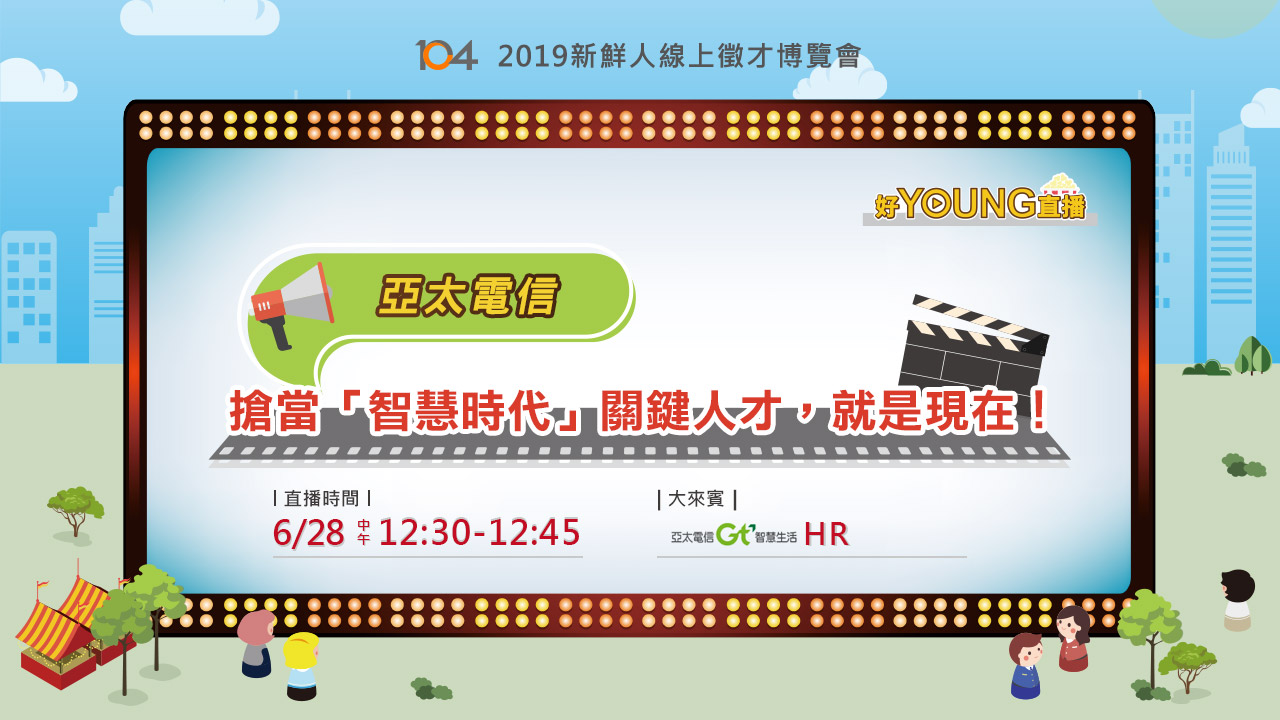 104 2019新鮮人線上徵才博覽會
好YOUNG直播
亞太電信
搶當「智慧時代」關鍵人才，就是現在！
| 直播時間 |
6/28 中午 12:30-12:45
| 大來賓 |
亞太電信 Gt 智慧生活 HR